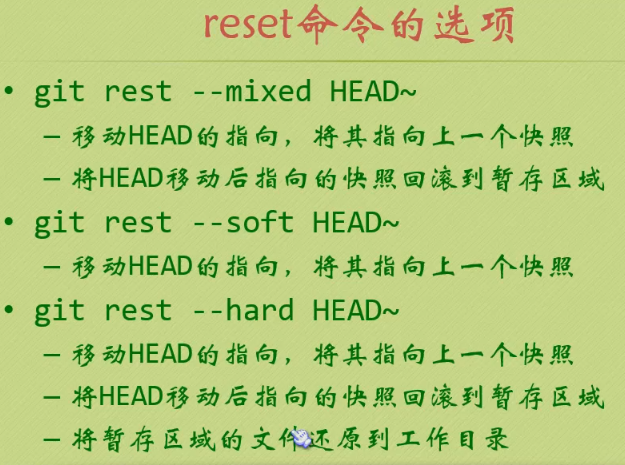 reset命令的选项
• git rest --mixed HEAD~
– 移动HEAD的指向，将其指向上一个快照
– 将HEAD移动后指向的快照回滚到暂存区域
• git rest --soft HEAD~
– 移动HEAD的指向，将其指向上一个快照
• git rest --hard HEAD~
– 移动HEAD的指向，将其指向上一个快照
– 将HEAD移动后指向的快照回滚到暂存区域
– 将暂存区域的文件还原到工作目录